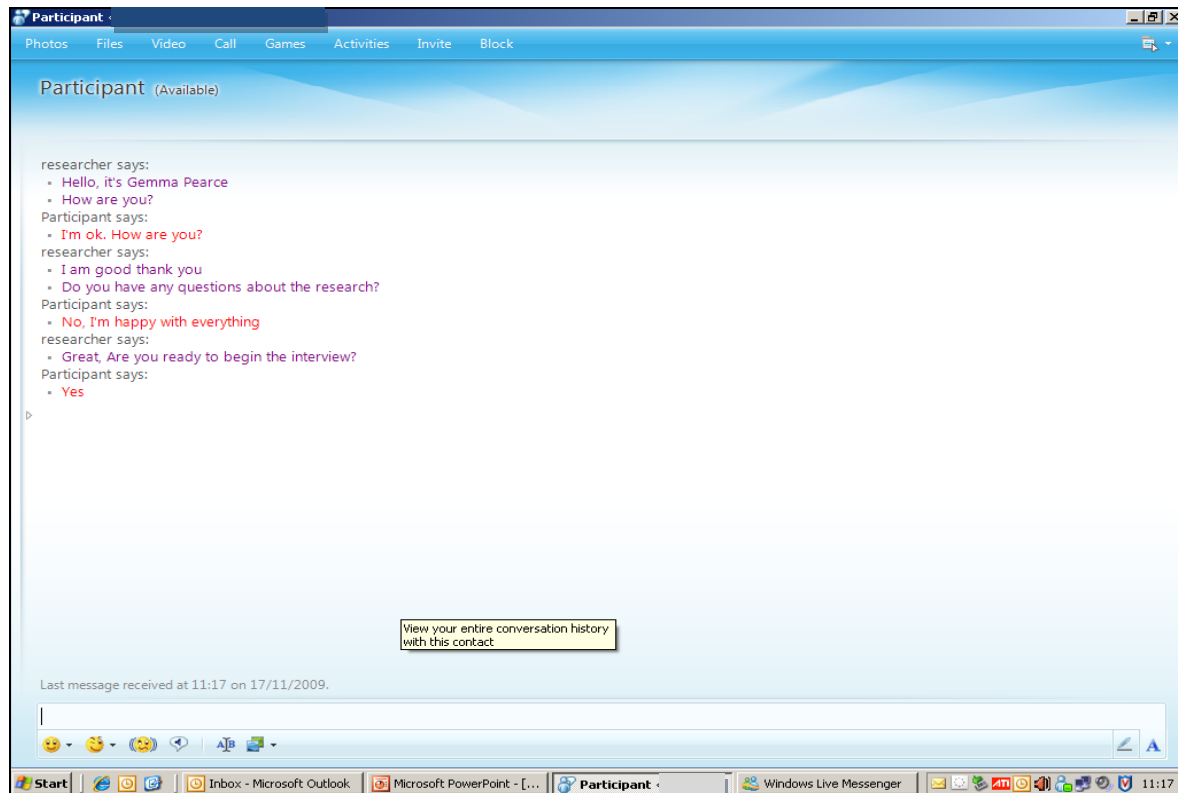 Participant
Photos Files Video Call Games Activities Invite Block
Participant (Available)
researcher says:
Hello, it's Gemma Pearce
How are you?
Participant says:
I'm ok. How are you?
researcher says:
I am good thank you
Do you have any questions about the research?
Participant says:
No, I'm happy with everything
researcher says:
Great, Are you ready to begin the interview?
Participant says:
Yes
View your entire conversation history
with this contact
Last message received at 11:17 on 17/11/2009.
AIB A
Start Inbox - Microsoft Outlook Microsoft PowerPoint - [... Participant Windows Live Messenger ATI 11:17